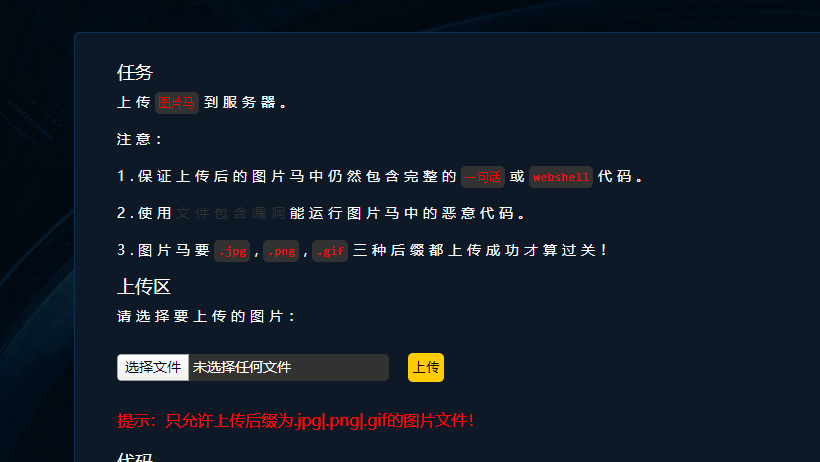 任务
上传 图片马 到服务器。
注意：
1.保证上传后的图片马中仍然包含完整的 一句话 或 webshell 代码。
2.使用文件包含漏洞能运行图片马中的恶意代码。
3.图片马要 .jpg , .png , .gif 三种后缀都上传成功才算过关！
上传区
请选择要上传的图片：
选择文件 未选择任何文件 上传
提示：只允许上传后缀为.jpg|.png|.gif的图片文件！
代码